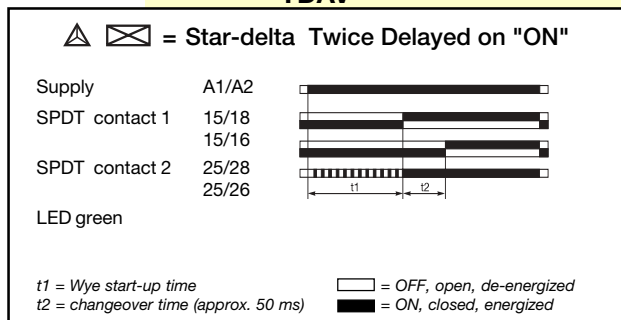 = Star-delta Twice Delayed on "ON"
Supply A1/A2
SPDT contact 1 15/18
15/16
SPDT contact 2 25/28
25/26
t1 t2
LED green
t1 = Wye start-up time
t2 = changeover time (approx. 50 ms)
= OFF, open, de-energized
= ON, closed, energized